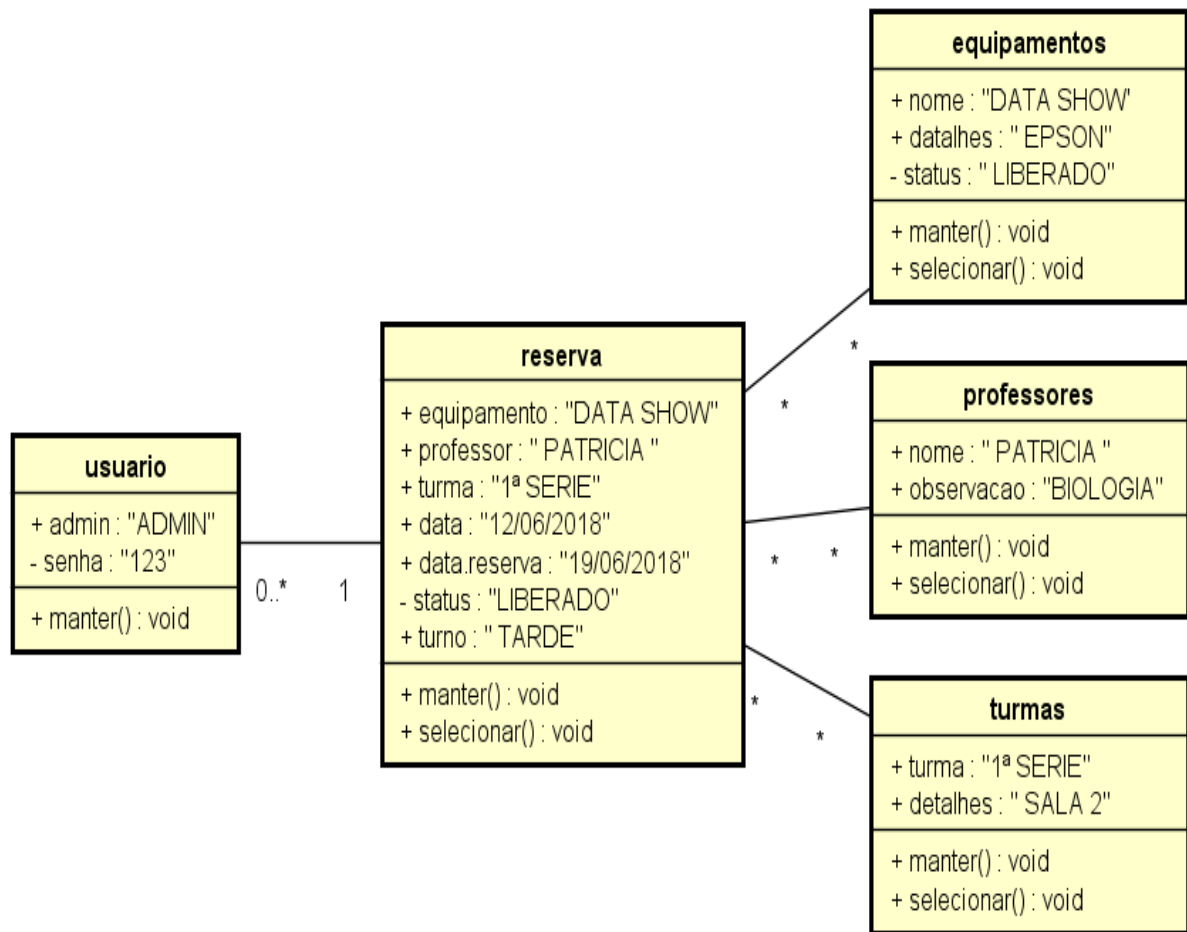 equipamentos
+ nome : "DATA SHOW'
+ datalhes : " EPSON"
- status : " LIBERADO"
+ manter() : void
+ selecionar() : void
*
*
reserva
+ equipamento : "DATA SHOW"
+ professor : " PATRICIA "
+ turma : "1ª SERIE"
+ data : "12/06/2018"
+ data.reserva : "19/06/2018"
- status : "LIBERADO"
+ turno : " TARDE"
+ manter() : void
+ selecionar() : void
professores
+ nome : " PATRICIA "
+ observacao : "BIOLOGIA"
+ manter() : void
+ selecionar() : void
* *
usuario
+ admin : "ADMIN"
- senha : "123"
+ manter() : void
0..* 1
*
*
turmas
+ turma : "1ª SERIE"
+ detalhes : " SALA 2"
+ manter() : void
+ selecionar() : void